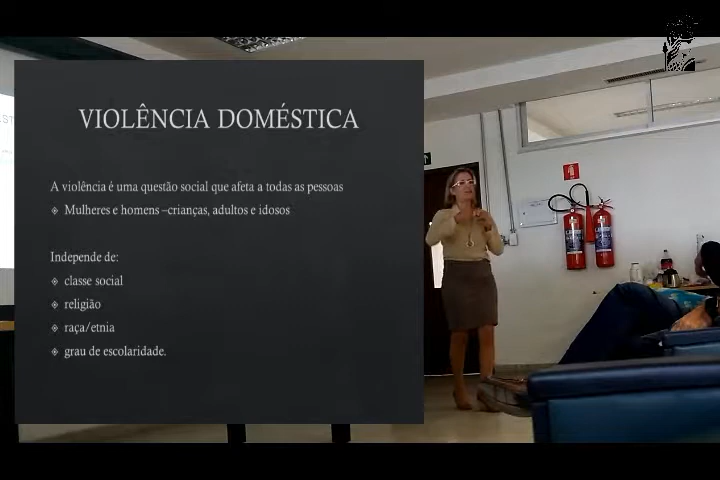 VIOLÊNCIA DOMÉSTICA
A violência é uma questão social que afeta a todas as pessoas
Mulheres e homens –crianças, adultos e idosos
Independe de:
classe social
religião
raça/etnia
grau de escolaridade.